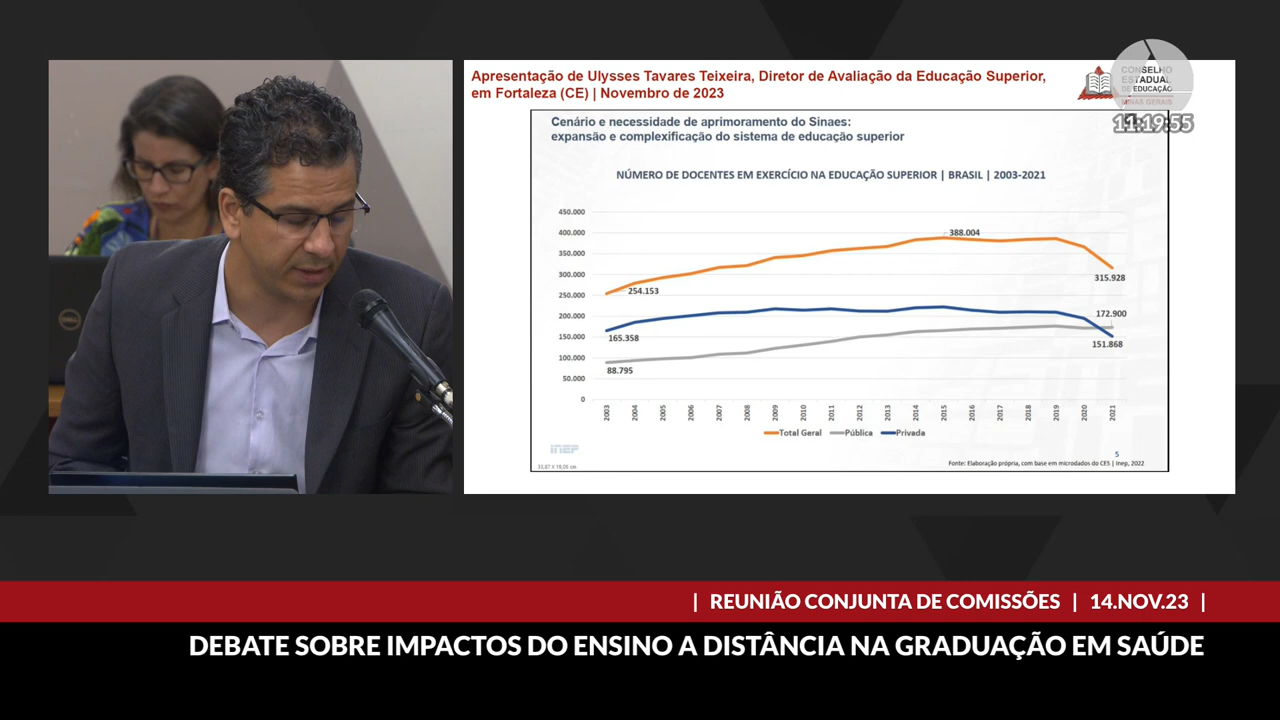 Apresentação de Ulysses Tavares Teixeira, Diretor de Avaliação da Educação Superior,
em Fortaleza (CE) | Novembro de 2023
CONSELHO
ESTADUAL
DE EDUCAÇÃO
MINAS GERAIS
11:19:55
Cenário e necessidade de aprimoramento do Sinaes:
expansão e complexificação do sistema de educação superior
NÚMERO DE DOCENTES EM EXERCÍCIO NA EDUCAÇÃO SUPERIOR | BRASIL | 2003-2021
450.000
400.000
350.000
300.000
250.000
200.000
150.000
100.000
50.000
0
388.004
254.153
315.928
165.358
172.900
151.868
88.795
2003
2004
2005
2006
2007
2008
2009
2010
2011
2012
2013
2014
2015
2016
2017
2018
2019
2020
2021
Total Geral Pública Privada
INEP
5
Fonte: Elaboração própria, com base em microdados do CES | Inep, 2022
DELL
| REUNIÃO CONJUNTA DE COMISSÕES | 14.NOV.23 |
DEBATE SOBRE IMPACTOS DO ENSINO A DISTÂNCIA NA GRADUAÇÃO EM SAÚDE